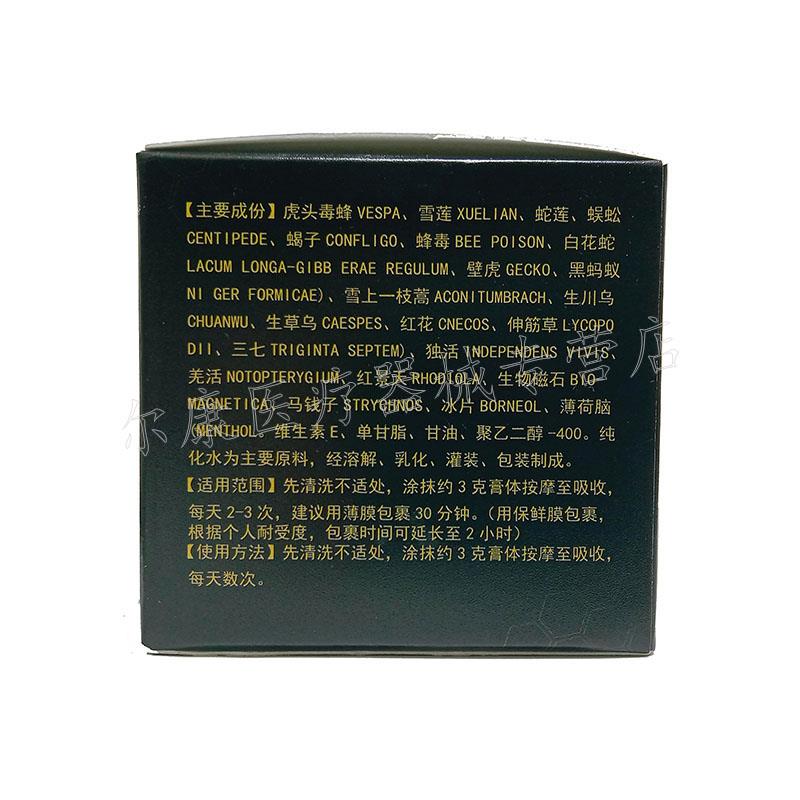 【主要成份】虎头毒蜂 VESPA、雪莲 XUELIAN、蛇莲、蜈蚣
CENTIPEDE、蝎子 CONFLIGO、蜂毒 BEE POISON、白花蛇
LACUM LONGA-GIBB ERAE REGULUM、壁虎 GECKO、黑蚂蚁
NI GER FORMICAE)、雪上一枝蒿 ACONITUMBRACH、生川乌
CHUANWU、生草乌 CAESPES、红花 CNECOS、伸筋草 LYCOPO
DII、三七 TRIGINTA SEPTEM)、独活 INDEPENDENS VIVIS、
羌活 NOTOPTERYGIUM、红景天 RHODIOLA、生物磁石 BIO-
MAGNETICA、马钱子 STRYCHNOS、冰片 BORNEOL、薄荷脑
(MENTHOL。维生素 E、单甘脂、甘油、聚乙二醇 -400。纯
化水为主要原料，经溶解、乳化、灌装、包装制成。
【适用范围】先清洗不适处，涂抹约 3 克膏体按摩至吸收，
每天 2-3 次，建议用薄膜包裹 30 分钟。(用保鲜膜包裹，
根据个人耐受度，包裹时间可延长至 2 小时)
【使用方法】先清洗不适处，涂抹约 3 克膏体按摩至吸收，
每天数次。
尔康医疗器械专营店